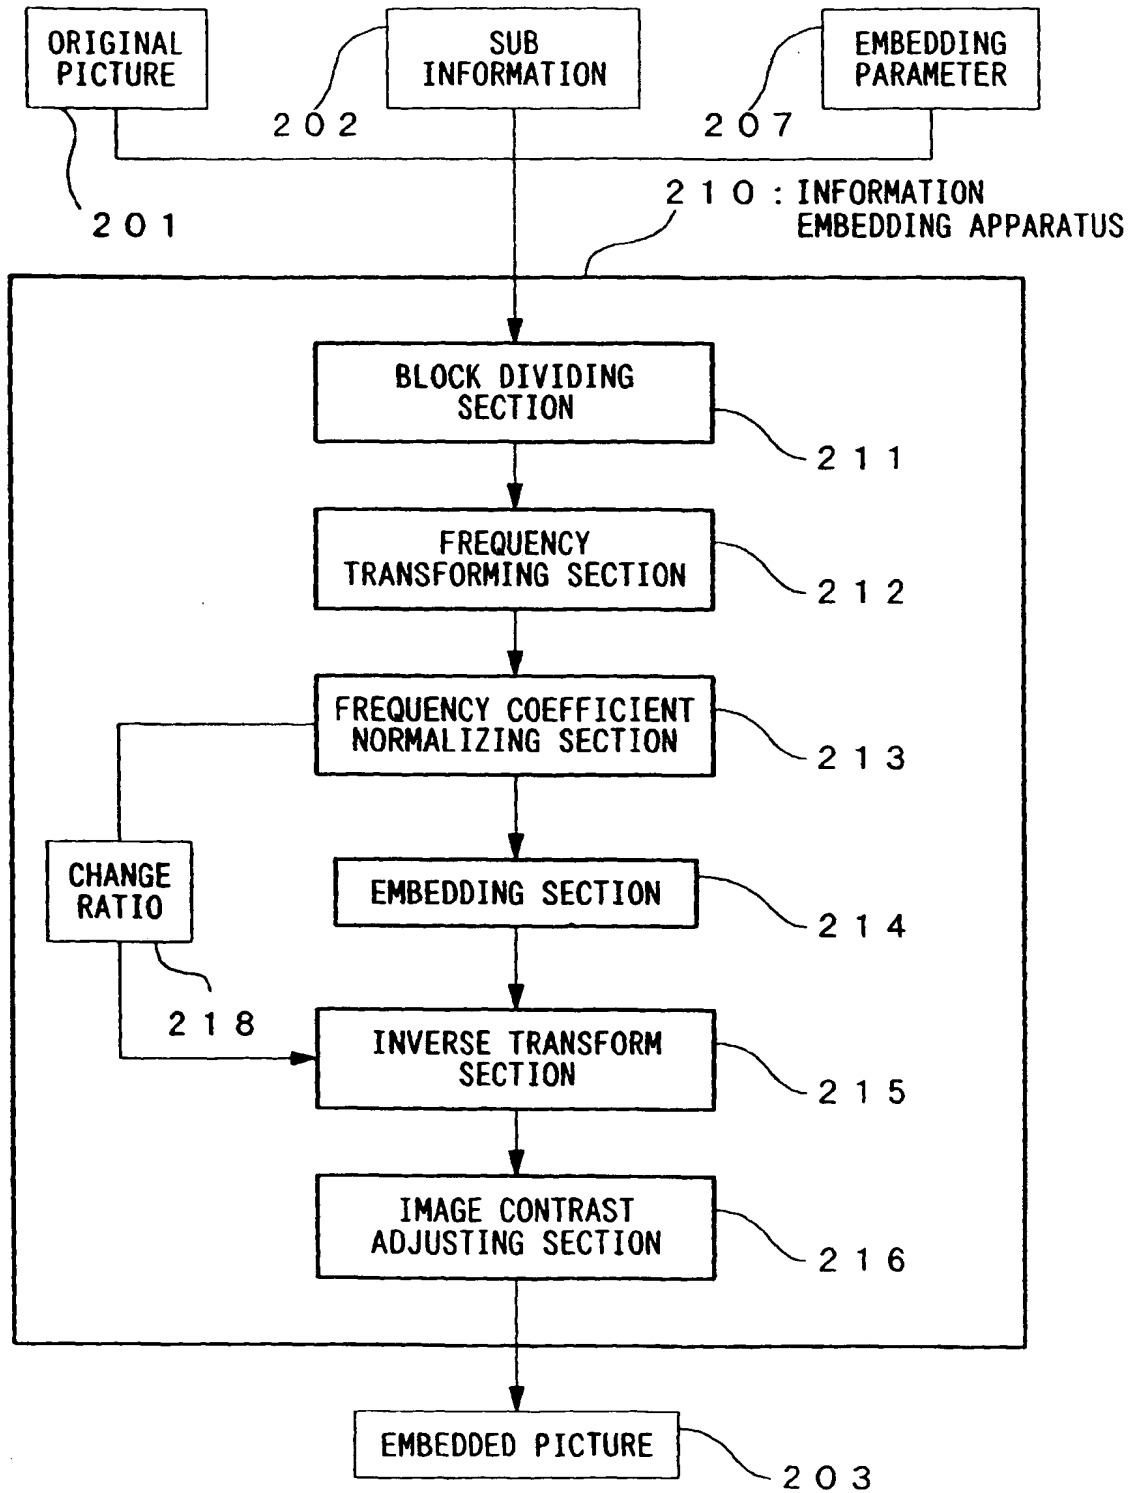 ORIGINAL
PICTURE
SUB
INFORMATION
EMBEDDING
PARAMETER
202
207
201
210 : INFORMATION
EMBEDDING APPARATUS
BLOCK DIVIDING
SECTION
211
FREQUENCY
TRANSFORMING SECTION
212
FREQUENCY COEFFICIENT
NORMALIZING SECTION
213
CHANGE
RATIO
218
EMBEDDING SECTION
214
INVERSE TRANSFORM
SECTION
215
IMAGE CONTRAST
ADJUSTING SECTION
216
EMBEDDED PICTURE
203